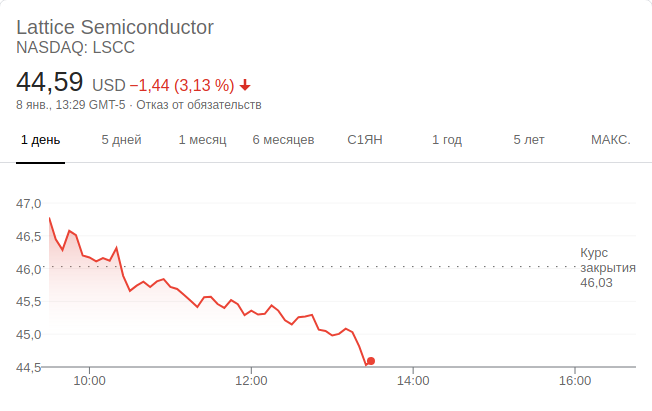 Lattice Semiconductor
NASDAQ: LSCC
44,59 USD −1,44 (3,13 %)
8 янв., 13:29 GMT-5 · Отказ от обязательств
1 день 5 дней 1 месяц 6 месяцев С1ЯН 1 год 5 лет МАКС.
47,0
46,5
46,0
45,5
45,0
44,5
Курс
закрытия
46,03
10:00 12:00 14:00 16:00